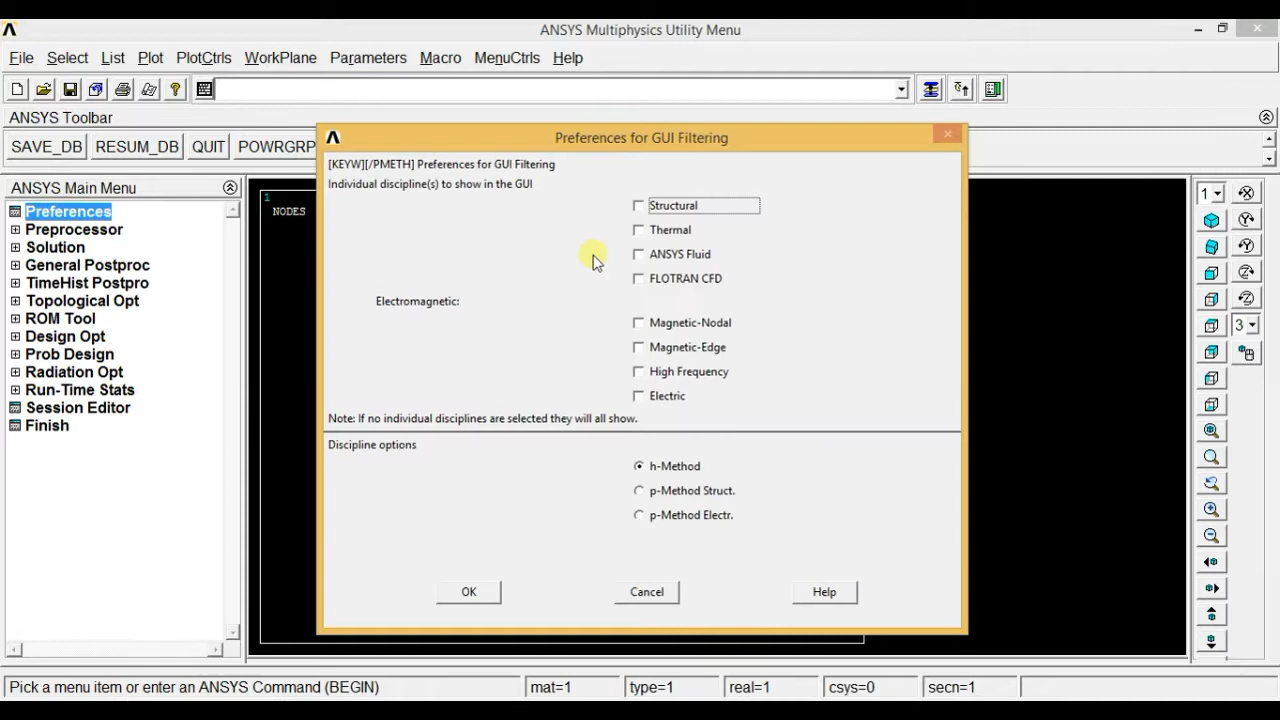 ANSYS Multiphysics Utility Menu
File Select List Plot PlotCtrls WorkPlane Parameters Macro MenuCtrls Help
ANSYS Toolbar
SAVE_DB RESUM_DB QUIT POWRGRP
ANSYS Main Menu
Preferences
Preprocessor
Solution
General Postproc
TimeHist Postpro
Topological Opt
ROM Tool
Design Opt
Prob Design
Radiation Opt
Run-Time Stats
Session Editor
Finish
1
NODES
Preferences for GUI Filtering
[KEYW][/PMETH] Preferences for GUI Filtering
Individual discipline(s) to show in the GUI
Structural
Thermal
ANSYS Fluid
FLOTRAN CFD
Electromagnetic:
Magnetic-Nodal
Magnetic-Edge
High Frequency
Electric
Note: If no individual disciplines are selected they will all show.
Discipline options
h-Method
p-Method Struct.
p-Method Electr.
OK Cancel Help
1
3
Pick a menu item or enter an ANSYS Command (BEGIN) mat=1 type=1 real=1 csys=0 secn=1